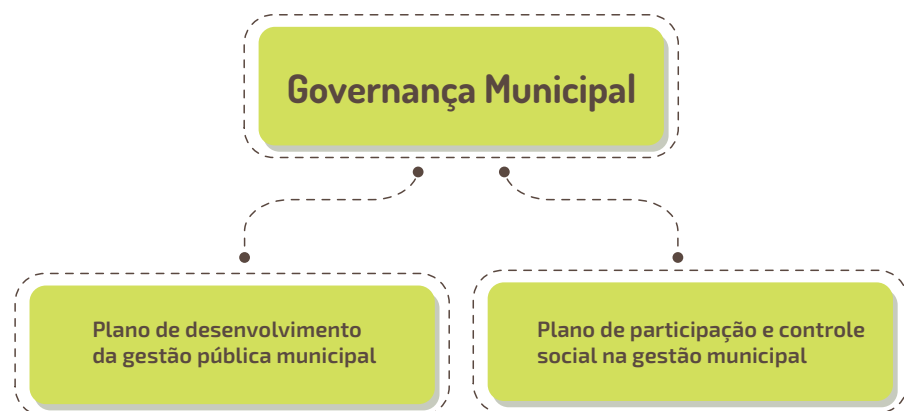 Governança Municipal
Plano de desenvolvimento
da gestão pública municipal
Plano de participação e controle
social na gestão municipal